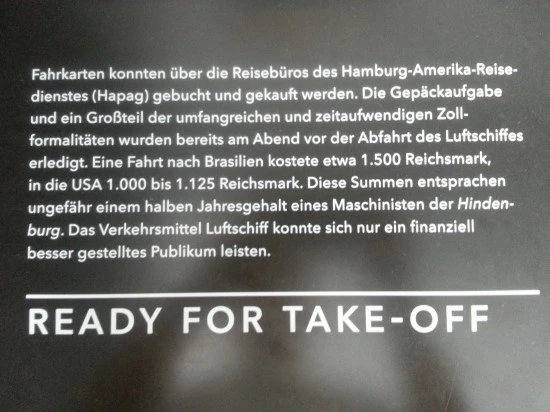 Fahrkarten konnten über die Reisebüros des Hamburg-Amerika-Reise-
dienstes (Hapag) gebucht und gekauft werden. Die Gepäckaufgabe
und ein Großteil der umfangreichen und zeitaufwendigen Zoll-
formalitäten wurden bereits am Abend vor der Abfahrt des Luftschiffes
erledigt. Eine Fahrt nach Brasilien kostete etwa 1.500 Reichsmark,
in die USA 1.000 bis 1.125 Reichsmark. Diese Summen entsprachen
ungefähr einem halben Jahresgehalt eines Maschinisten der Hinden-
burg. Das Verkehrsmittel Luftschiff konnte sich nur ein finanziell
besser gestelltes Publikum leisten.
READY FOR TAKE-OFF